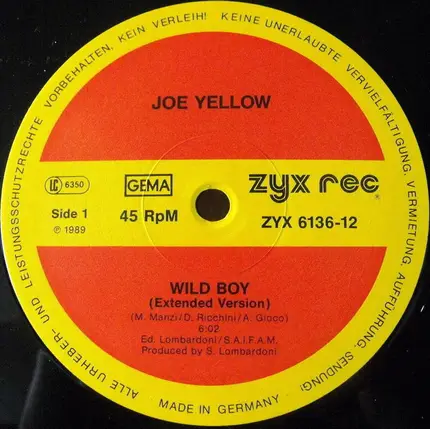 ALLE URHEBER- UND LEISTUNGSSCHUTZRECHTE VORBEHALTEN, KEIN VERLEIH! KEINE UNERLAUBTE VERVIELFÄLTIGUNG, VERMIETUNG, AUFFÜHRUNG, SENDUNG!
JOE YELLOW
LC 6350
GEMA
zyx rec
Side 1
45 RpM
ZYX 6136-12
℗ 1989
WILD BOY
(Extended Version)
(M. Manzi/D. Ricchini/A. Gioco)
6:02
Ed. Lombardoni/S.A.I.F.A.M.
Produced by S. Lombardoni
MADE IN GERMANY